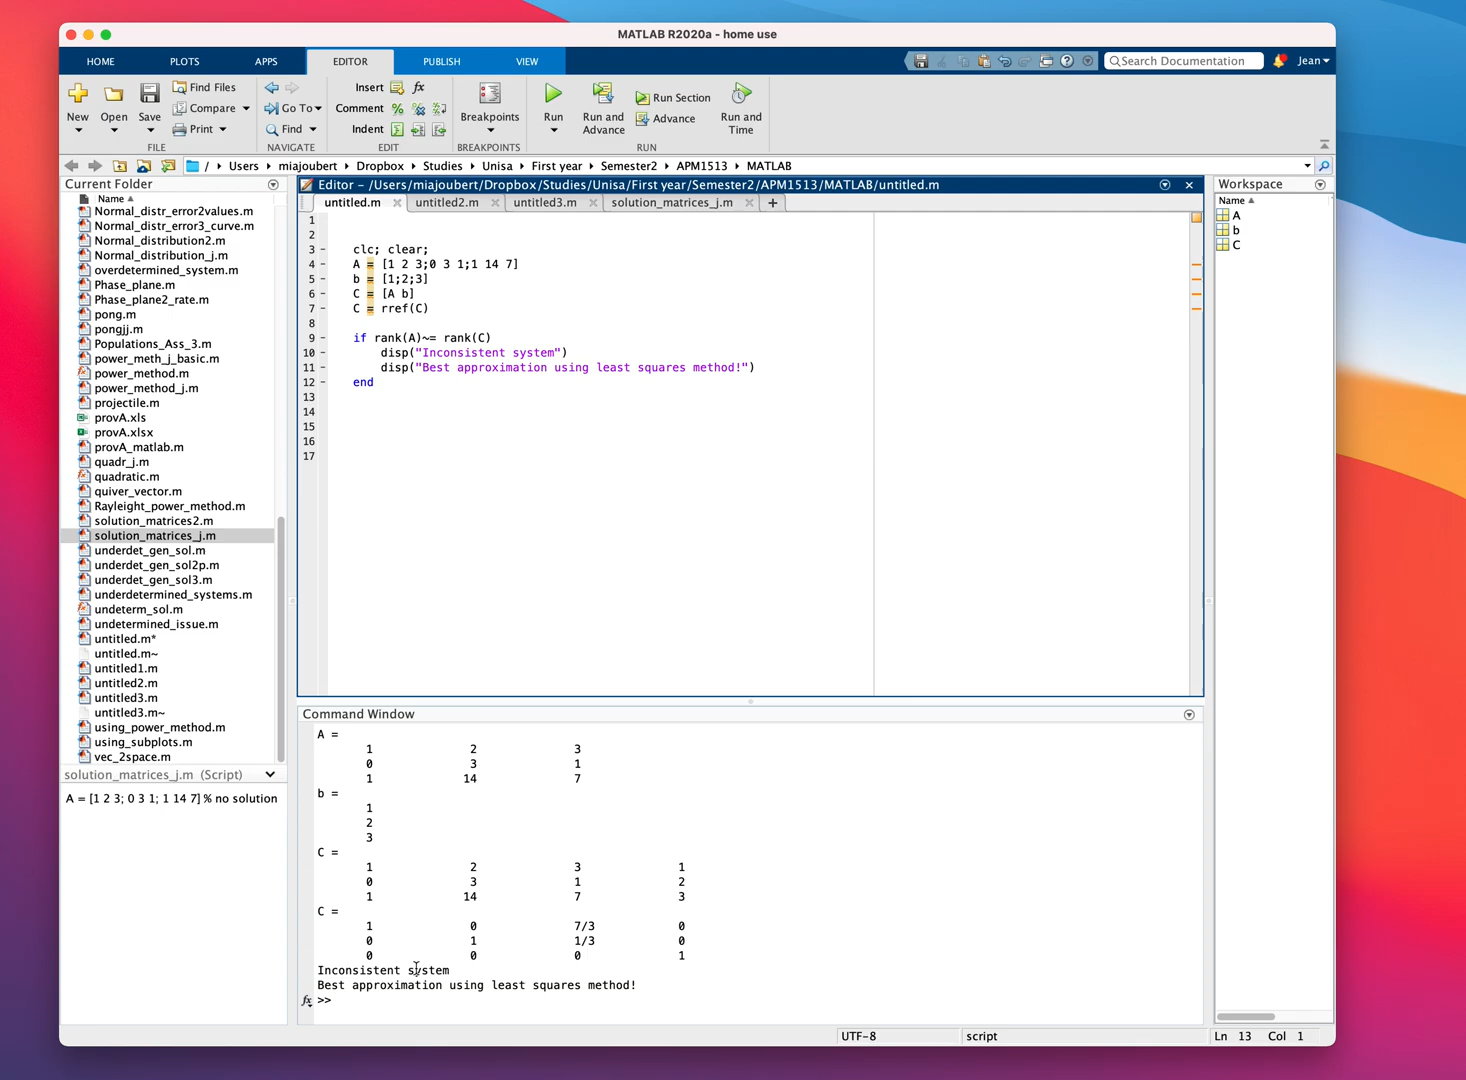 MATLAB R2020a - home use
HOME PLOTS APPS EDITOR PUBLISH VIEW
Search Documentation
Jean
New
Open
Save
Find Files
Compare
Print
FILE
Go To
Find
NAVIGATE
Insert fx
Comment % %
Indent
EDIT
Breakpoints
BREAKPOINTS
Run
Run and Advance
Run Section
Advance
Run and Time
RUN
/ Users miajoubert Dropbox Studies Unisa First year Semester2 APM1513 MATLAB
Current Folder
Name
Normal_distr_error2values.m
Normal_distr_error3_curve.m
Normal_distribution2.m
Normal_distribution_j.m
overdetermined_system.m
Phase_plane.m
Phase_plane2_rate.m
pong.m
pongjj.m
Populations_Ass_3.m
power_meth_j_basic.m
power_method.m
power_method_j.m
projectile.m
provA.xls
provA.xlsx
provA_matlab.m
quadr_j.m
quadratic.m
quiver_vector.m
Rayleight_power_method.m
solution_matrices2.m
solution_matrices_j.m
underdet_gen_sol.m
underdet_gen_sol2p.m
underdet_gen_sol3.m
underdetermined_systems.m
undeterm_sol.m
undetermined_issue.m
untitled.m*
untitled.m~
untitled1.m
untitled2.m
untitled3.m
untitled3.m~
using_power_method.m
using_subplots.m
vec_2space.m
solution_matrices_j.m (Script)
A = [1 2 3; 0 3 1; 1 14 7] % no solution
Editor - /Users/miajoubert/Dropbox/Studies/Unisa/First year/Semester2/APM1513/MATLAB/untitled.m
untitled.m untitled2.m untitled3.m solution_matrices_j.m +
1
2
3 - clc; clear;
4 - A = [1 2 3;0 3 1;1 14 7]
5 - b = [1;2;3]
6 - C = [A b]
7 - C = rref(C)
8
9 - if rank(A)~= rank(C)
10 - disp("Inconsistent system")
11 - disp("Best approximation using least squares method!")
12 - end
13
14
15
16
17
Command Window
A =
1 2 3
0 3 1
1 14 7
b =
1
2
3
C =
1 2 3 1
0 3 1 2
1 14 7 3
C =
1 0 7/3 0
0 1 1/3 0
0 0 0 1
Inconsistent system
Best approximation using least squares method!
fx >>
Workspace
Name
A
b
C
UTF-8 script Ln 13 Col 1